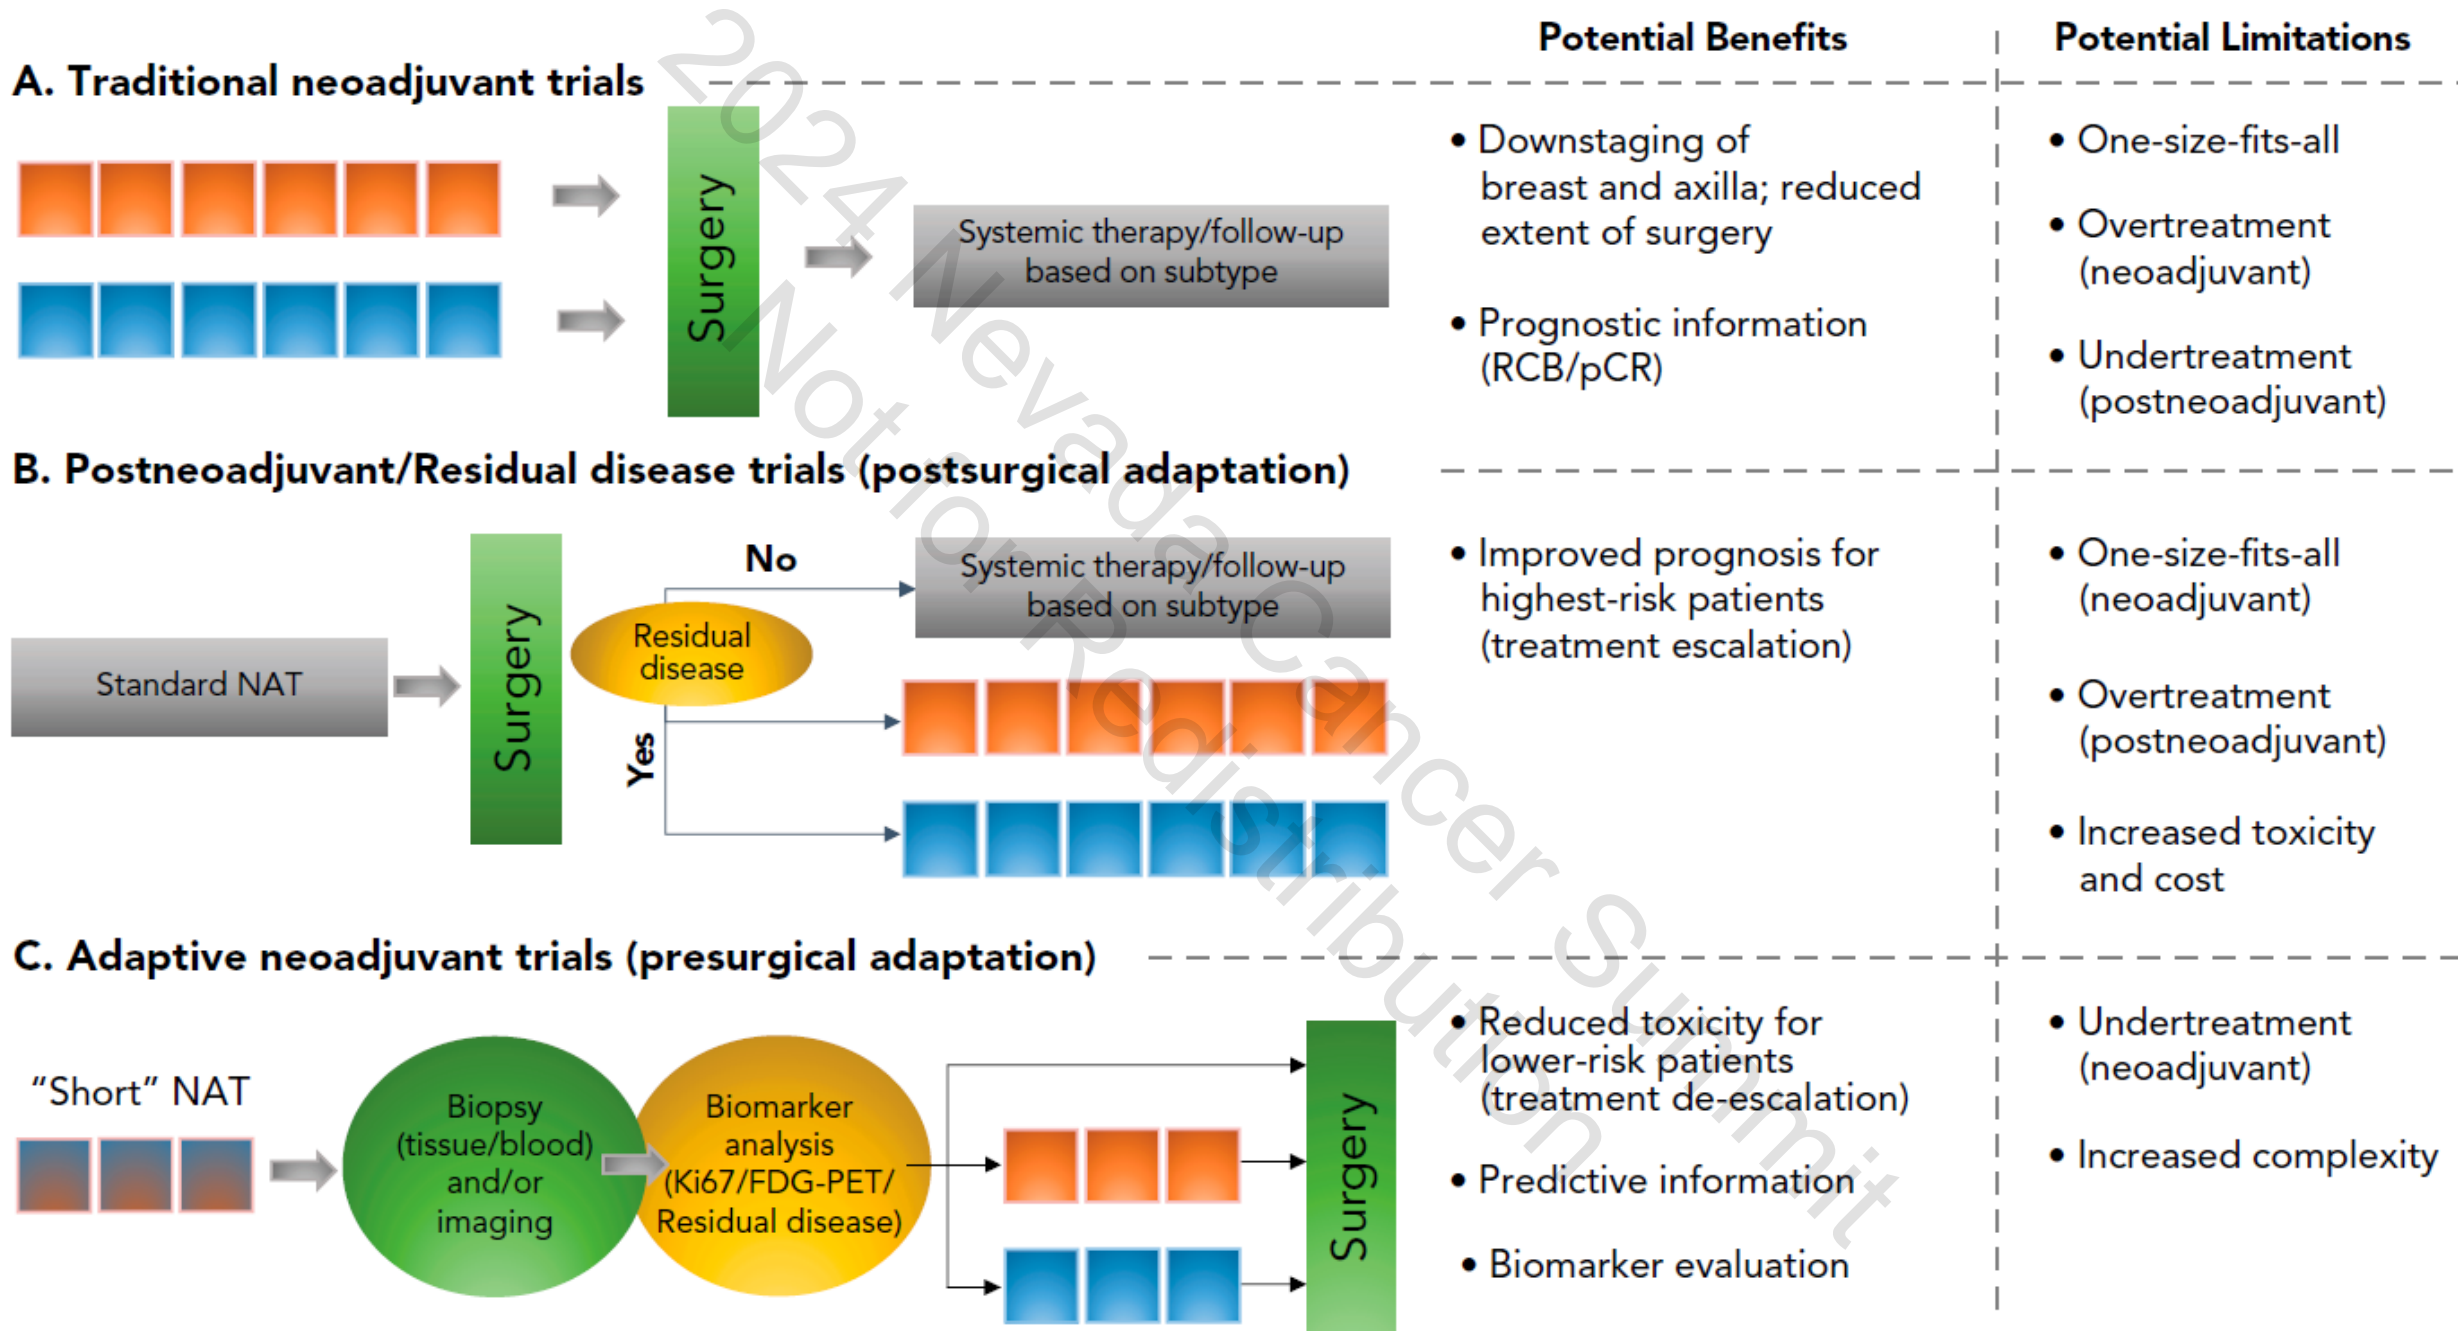 Potential Benefits
Potential Limitations
A. Traditional neoadjuvant trials
Surgery
Systemic therapy/follow-up
based on subtype
• Downstaging of
breast and axilla; reduced
extent of surgery
• Prognostic information
(RCB/pCR)
• One-size-fits-all
• Overtreatment
(neoadjuvant)
• Undertreatment
(postneoadjuvant)
B. Postneoadjuvant/Residual disease trials (postsurgical adaptation)
Standard NAT
Surgery
Residual
disease
No
Yes
Systemic therapy/follow-up
based on subtype
• Improved prognosis for
highest-risk patients
(treatment escalation)
• One-size-fits-all
(neoadjuvant)
• Overtreatment
(postneoadjuvant)
• Increased toxicity
and cost
C. Adaptive neoadjuvant trials (presurgical adaptation)
“Short” NAT
Biopsy
(tissue/blood)
and/or
imaging
Biomarker
analysis
(Ki67/FDG-PET/
Residual disease)
Surgery
• Reduced toxicity for
lower-risk patients
(treatment de-escalation)
• Predictive information
• Biomarker evaluation
• Undertreatment
(neoadjuvant)
• Increased complexity
2024 Nevada Cancer Summit
Not for Redistribution